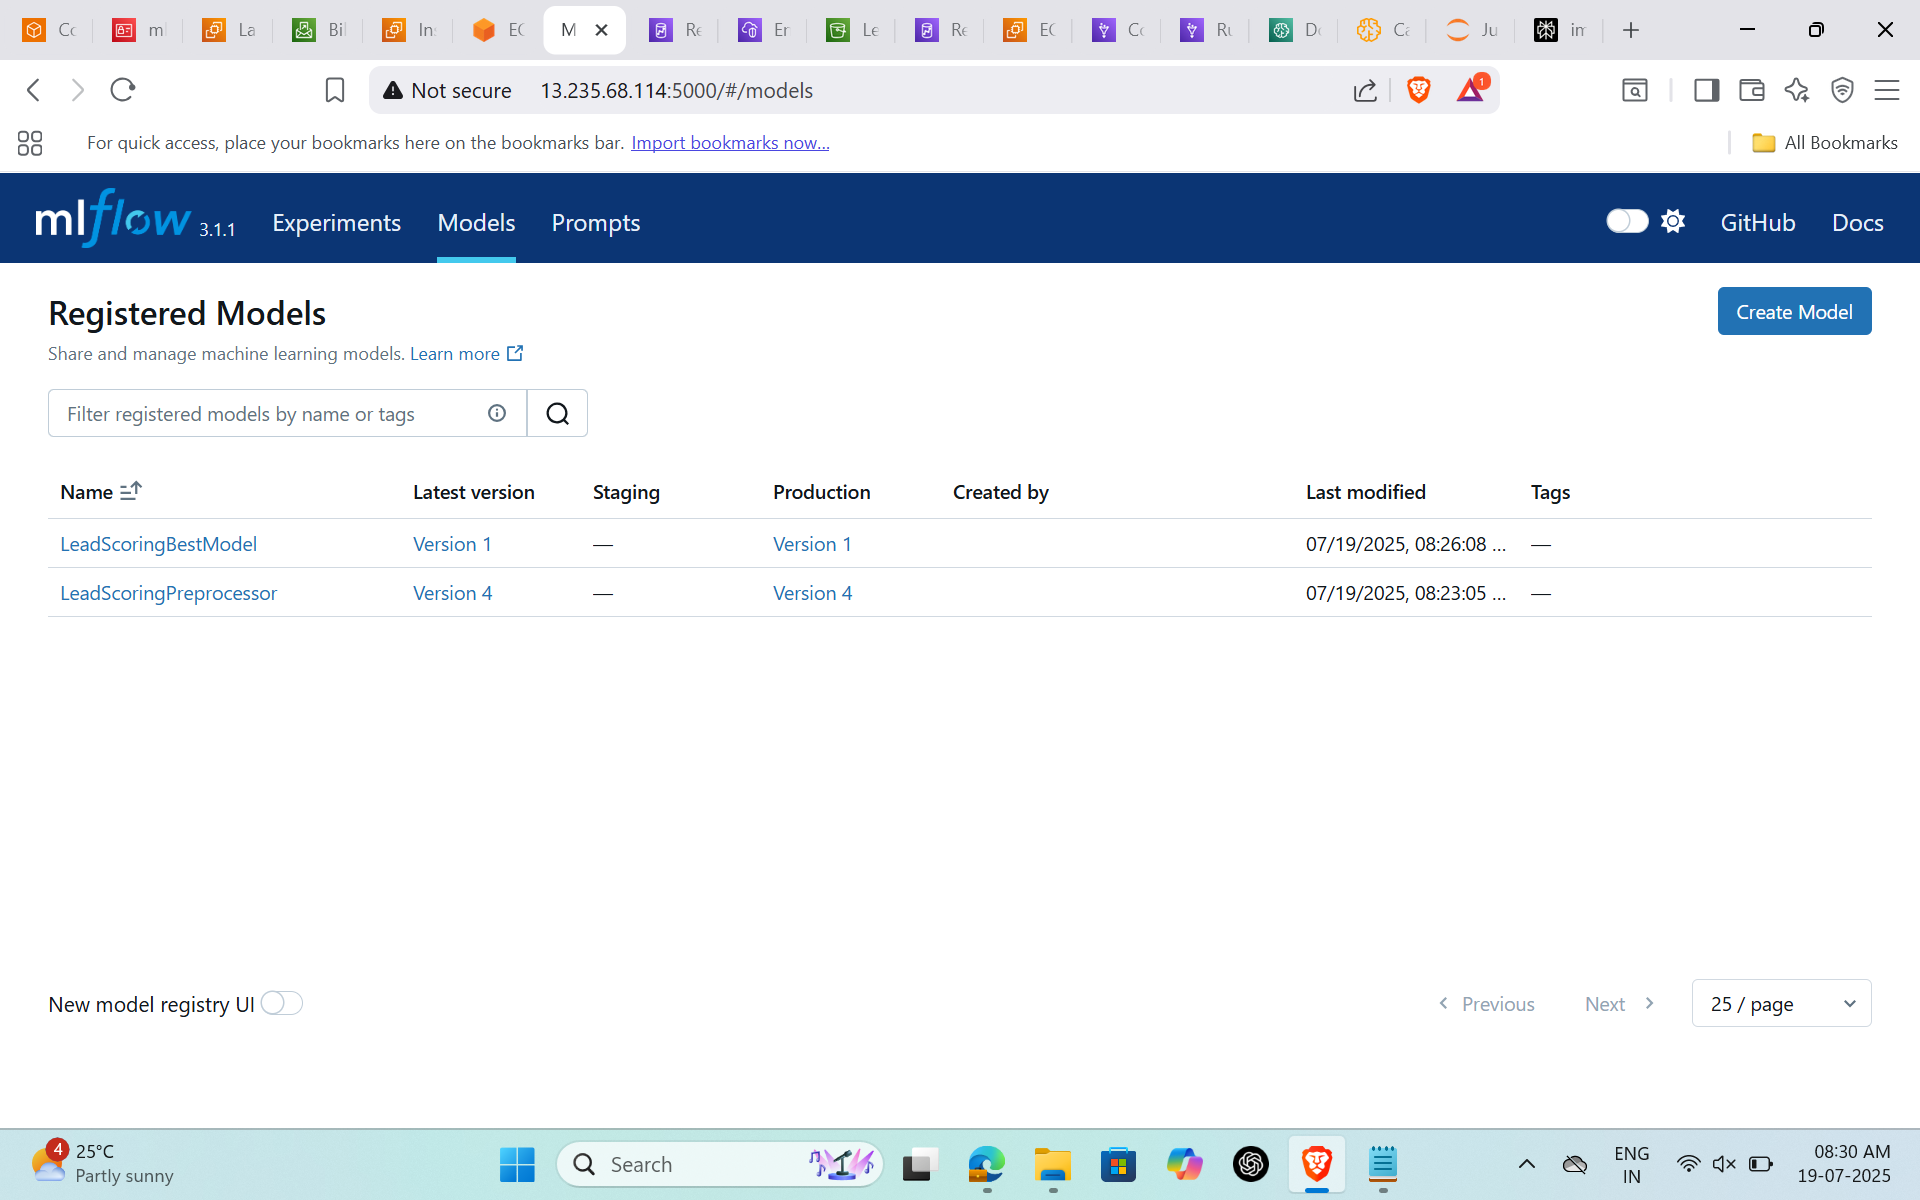 Cc
m
La
Bil
In
EC
M
Re
Er
Le
Re
EC
Cc
Ru
Dc
Ca
Ju
im
Not secure 13.235.68.114:5000/#/models
1
For quick access, place your bookmarks here on the bookmarks bar. Import bookmarks now...
All Bookmarks
mlflow 3.1.1 Experiments Models Prompts GitHub Docs
Registered Models
Create Model
Share and manage machine learning models. Learn more
Filter registered models by name or tags
Name Latest version Staging Production Created by Last modified Tags
LeadScoringBestModel Version 1 — Version 1 07/19/2025, 08:26:08 ... —
LeadScoringPreprocessor Version 4 — Version 4 07/19/2025, 08:23:05 ... —
New model registry UI
Previous Next 25 / page
4
25°C
Partly sunny
Search
ENG
IN
08:30 AM
19-07-2025